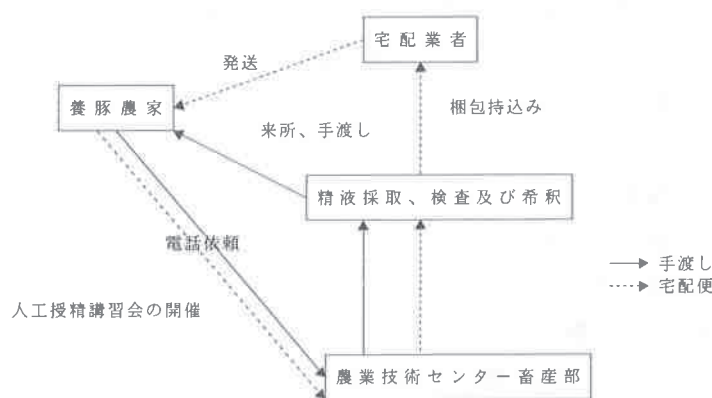 宅配業者
発送
養豚農家
梱包持込み
来所、手渡し
精液採取、検査及び希釈
電話依頼
手渡し
宅配便
人工授精講習会の開催
農業技術センター畜産部